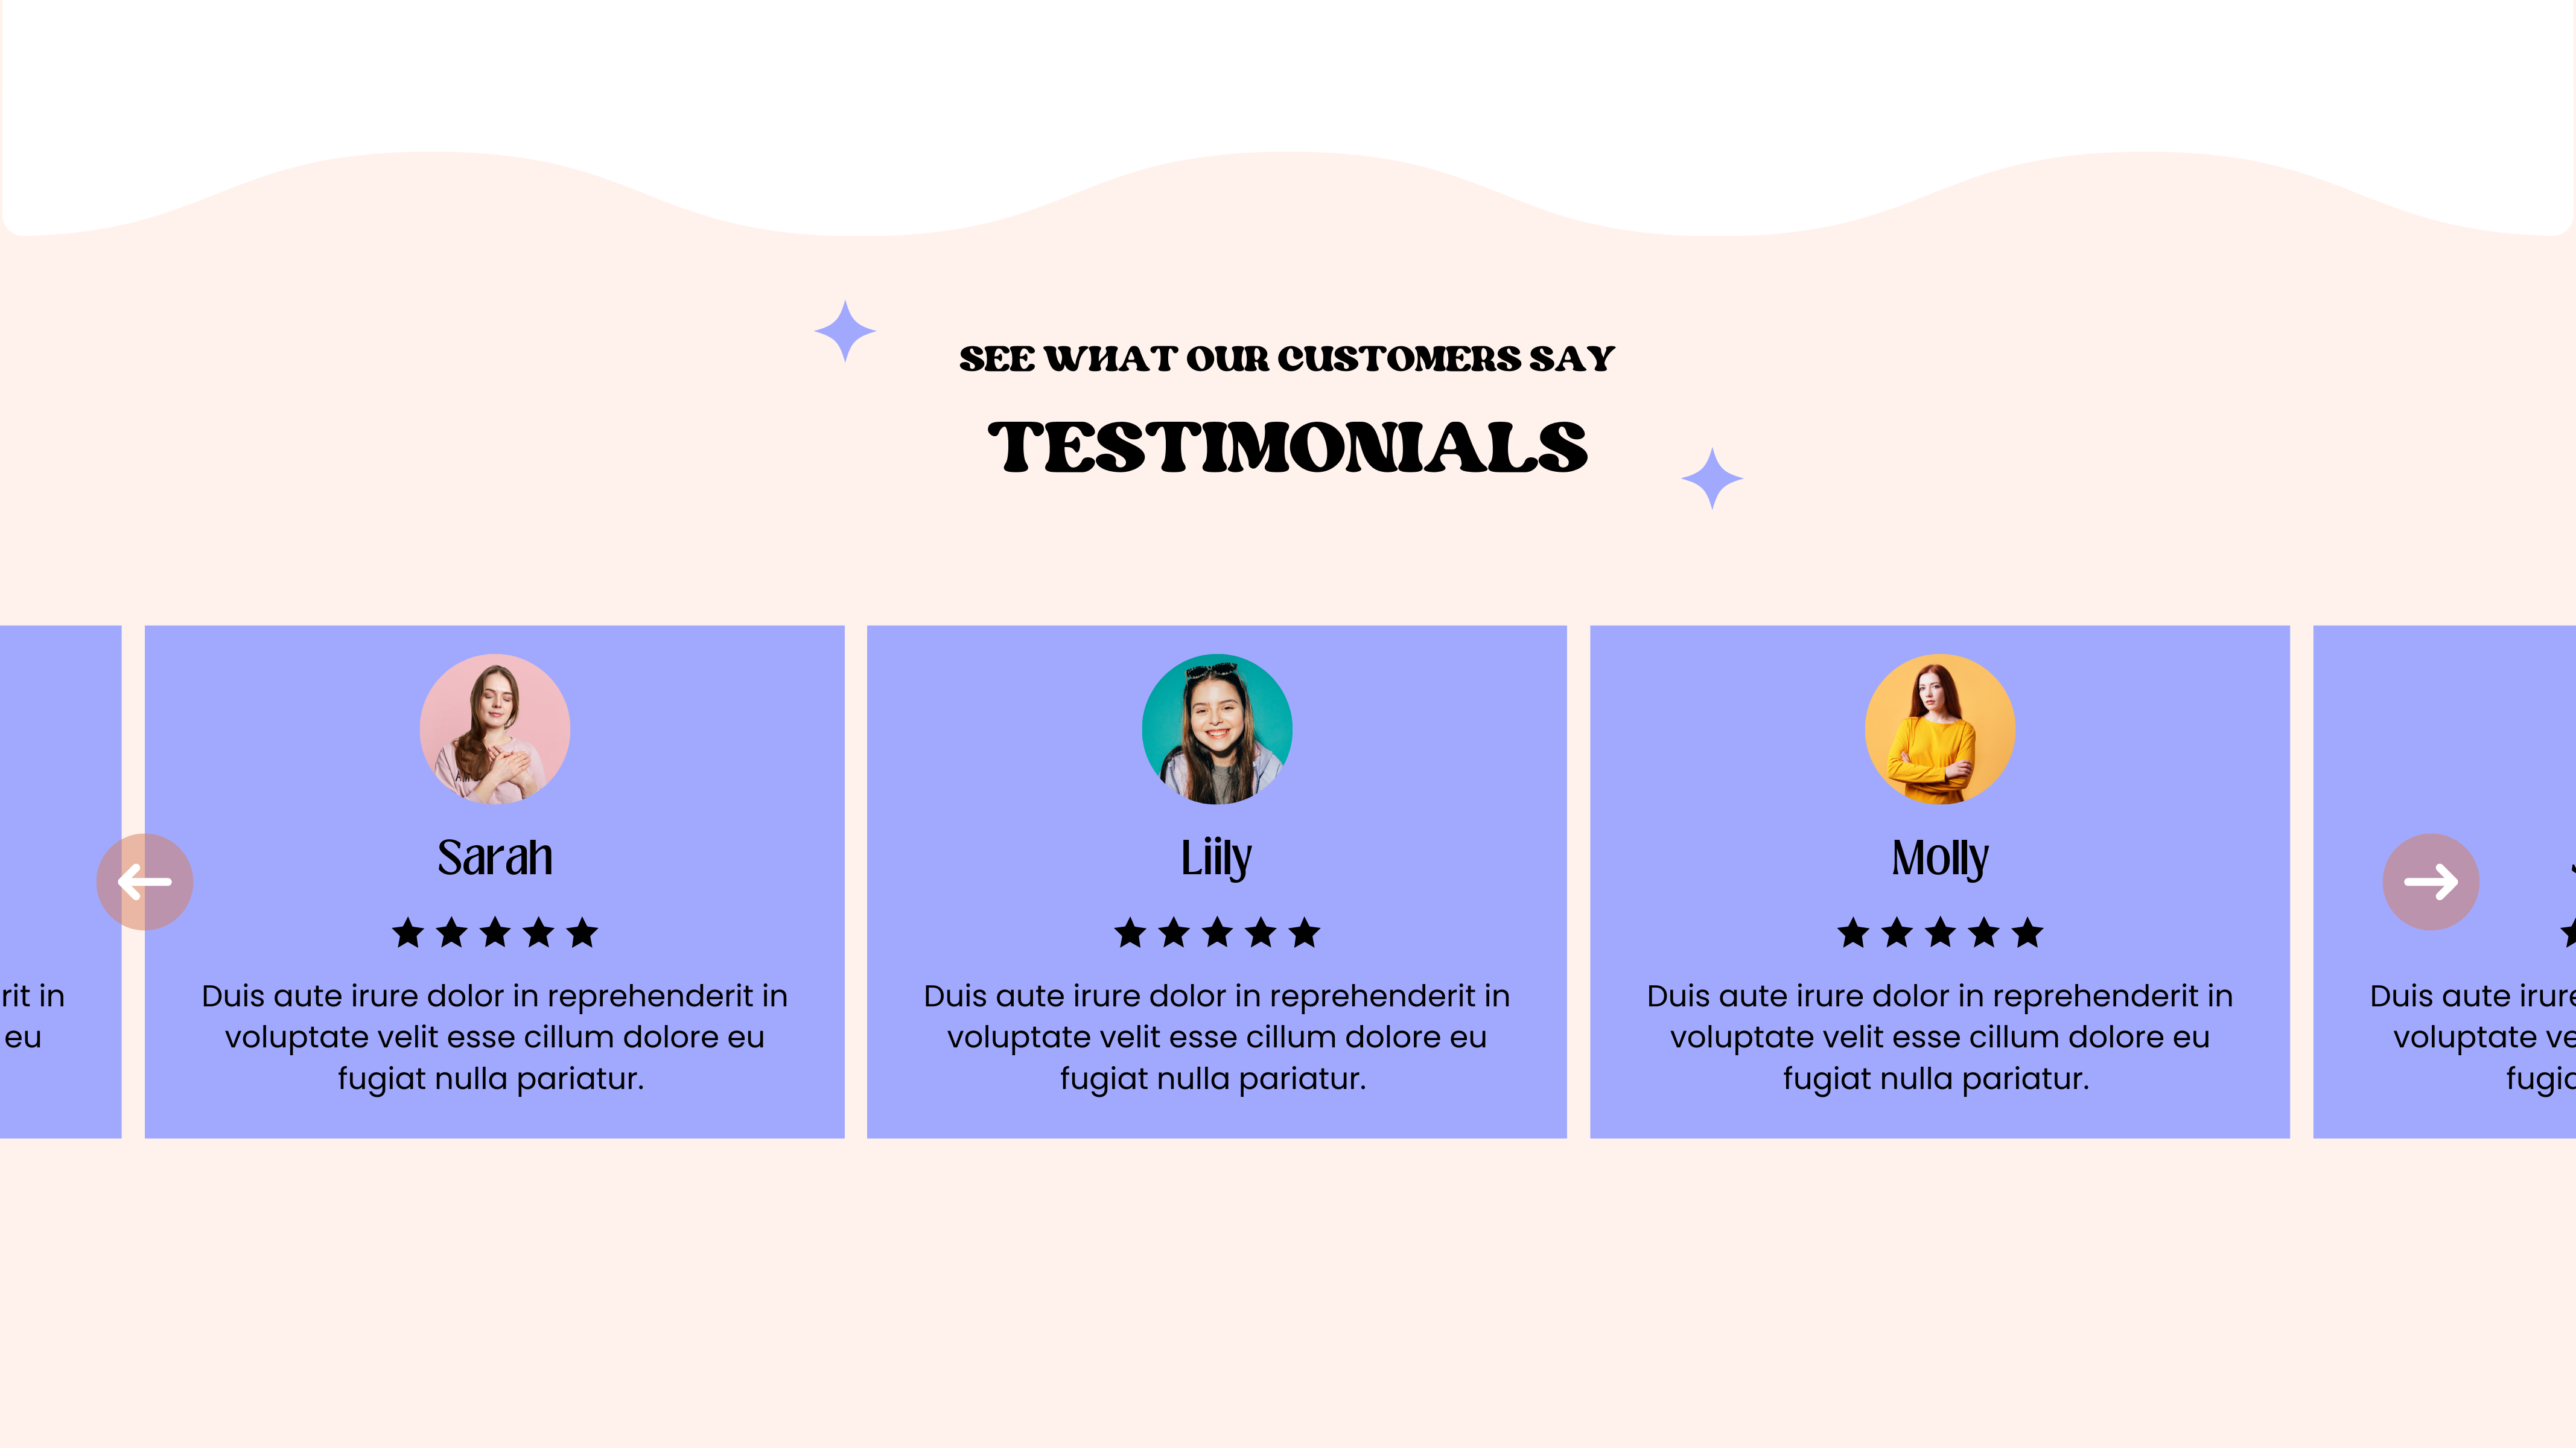 SEE WHAT OUR CUSTOMERS SAY
TESTIMONIALS
rit in
eu
Sarah
Duis aute irure dolor in reprehenderit in
voluptate velit esse cillum dolore eu
fugiat nulla pariatur.
Liily
Duis aute irure dolor in reprehenderit in
voluptate velit esse cillum dolore eu
fugiat nulla pariatur.
Molly
Duis aute irure dolor in reprehenderit in
voluptate velit esse cillum dolore eu
fugiat nulla pariatur.
Duis aute irure
voluptate ve